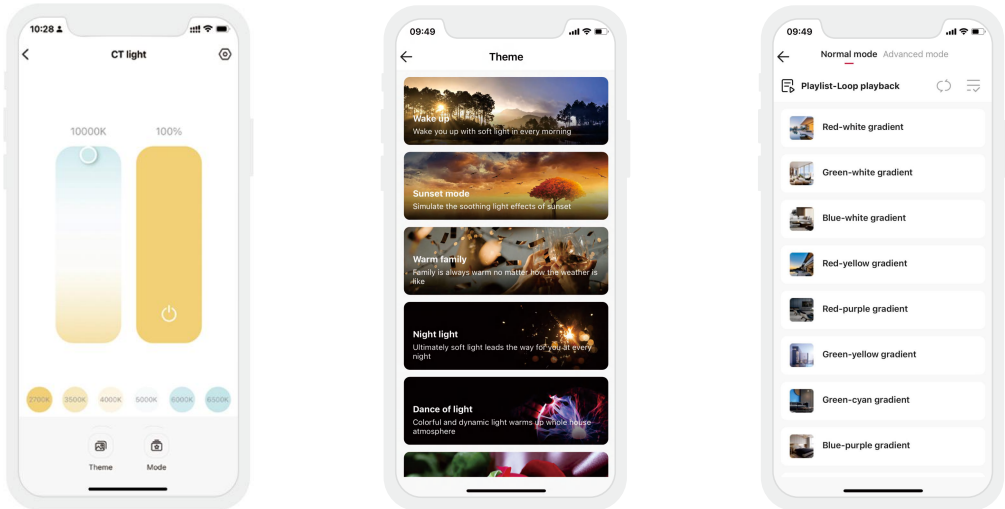 10:28
CT light
10000K
100%
2700K
3500K
4000K
5000K
6000K
6500K
Theme
Mode
09:49
Theme
Wake up
Wake you up with soft light in every morning
Sunset mode
Simulate the soothing light effects of sunset
Warm family
Family is always warm no matter how the weather is
like
Night light
Ultimately soft light leads the way for you at every
night
Dance of light
Colorful and dynamic light warms up whole house
atmosphere
09:49
Normal mode Advanced mode
Playlist-Loop playback
Red-white gradient
Green-white gradient
Blue-white gradient
Red-yellow gradient
Red-purple gradient
Green-yellow gradient
Green-cyan gradient
Blue-purple gradient